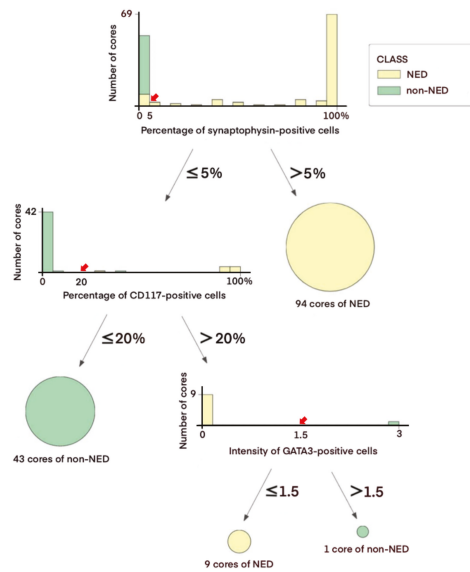 69
Number of cores
0 5 100%
Percentage of synaptophysin-positive cells
CLASS
NED
non-NED
≤5%
>5%
42
Number of cores
0 20 100%
Percentage of CD117-positive cells
94 cores of NED
≤20%
>20%
9
Number of cores
0 1.5 3
Intensity of GATA3-positive cells
43 cores of non-NED
≤1.5
>1.5
9 cores of NED
1 core of non-NED